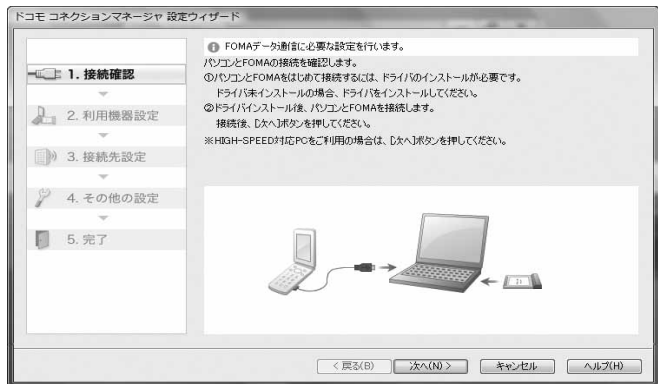 ドコモ コネクションマネージャ 設定ウィザード
1. 接続確認
2. 利用機器設定
3. 接続先設定
4. その他の設定
5. 完了
FOMAデータ通信に必要な設定を行います。
パソコンとFOMAの接続を確認します。
①パソコンとFOMAをはじめて接続するには、ドライバのインストールが必要です。
ドライバ未インストールの場合、ドライバをインストールしてください。
②ドライバインストール後、パソコンとFOMAを接続します。
接続後、[次へ]ボタンを押してください。
※HIGH-SPEED対応PCをご利用の場合は、[次へ]ボタンを押してください。
< 戻る(B)
次へ(N) >
キャンセル
ヘルプ(H)